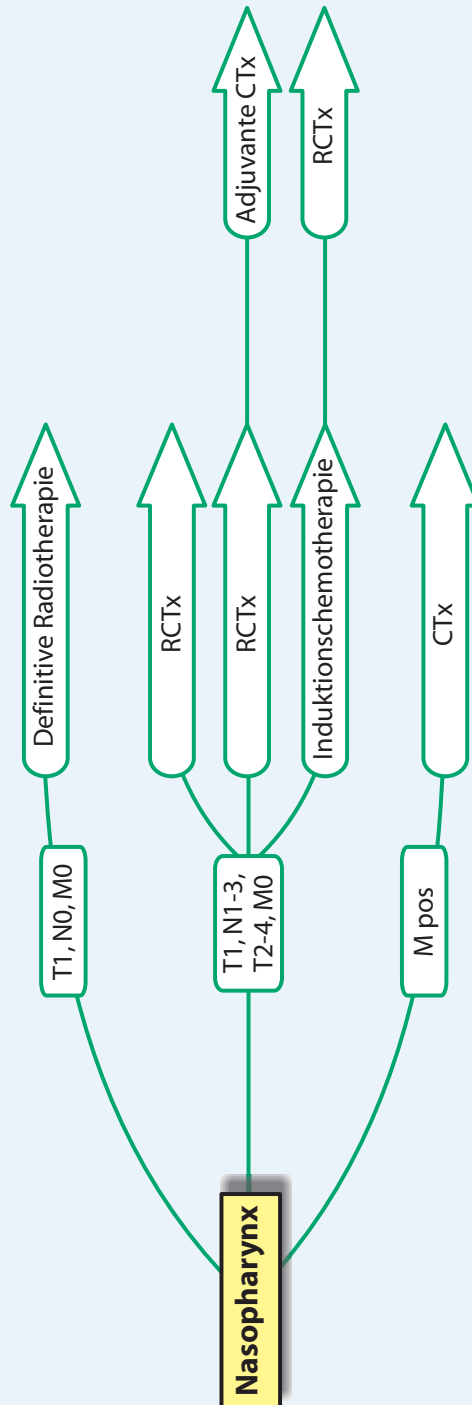 Nasopharynx
T1, N0, M0
Definitive Radiotherapie
T1, N1-3,
T2-4, M0
RCTx
RCTx
Adjuvante CTx
Induktionschemotherapie
RCTx
M pos
CTx